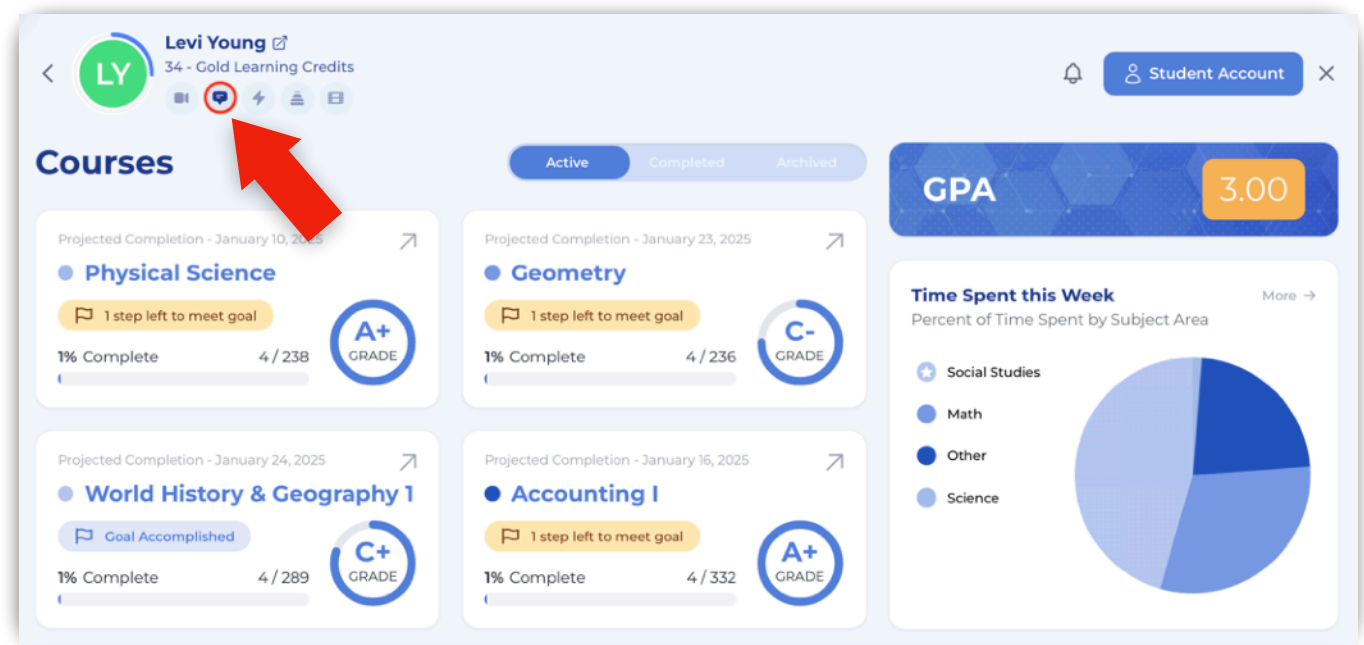 LY
Levi Young
34 - Gold Learning Credits
Student Account
Courses
Active
Completed
Archived
GPA
3.00
Projected Completion - January 10, 2025
Physical Science
1 step left to meet goal
1% Complete
4 / 238
A+
GRADE
Projected Completion - January 23, 2025
Geometry
1 step left to meet goal
1% Complete
4 / 236
C-
GRADE
Projected Completion - January 24, 2025
World History & Geography 1
Goal Accomplished
1% Complete
4 / 289
C+
GRADE
Projected Completion - January 16, 2025
Accounting I
1 step left to meet goal
1% Complete
4 / 332
A+
GRADE
Time Spent this Week
More
Percent of Time Spent by Subject Area
Social Studies
Math
Other
Science